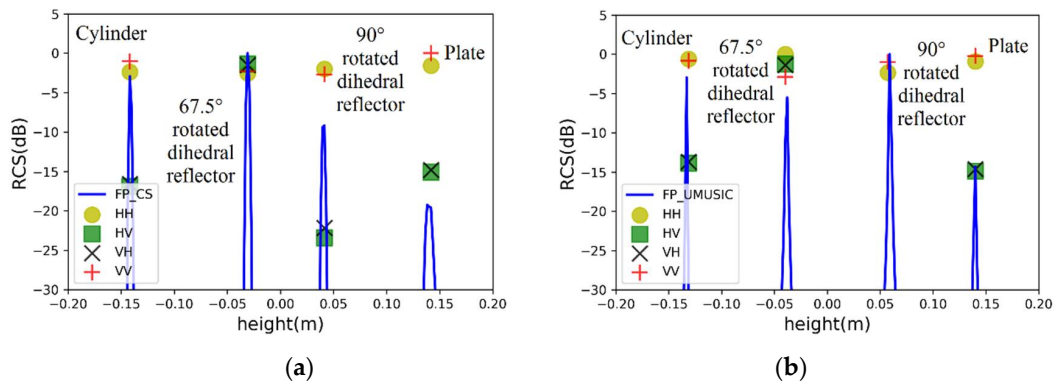 5
0
−5
−10
−15
−20
−25
−30
RCS(dB)
Cylinder
67.5°
rotated
dihedral
reflector
90°
rotated
dihedral
reflector
Plate
FP_CS
HH
HV
VH
VV
−0.20 −0.15 −0.10 −0.05 0.00 0.05 0.10 0.15 0.20
height(m)
(a)
5
0
−5
−10
−15
−20
−25
−30
RCS(dB)
Cylinder
67.5°
rotated
dihedral
reflector
90°
rotated
dihedral
reflector
Plate
FP_UMUSIC
HH
HV
VH
VV
−0.20 −0.15 −0.10 −0.05 0.00 0.05 0.10 0.15 0.20
height(m)
(b)